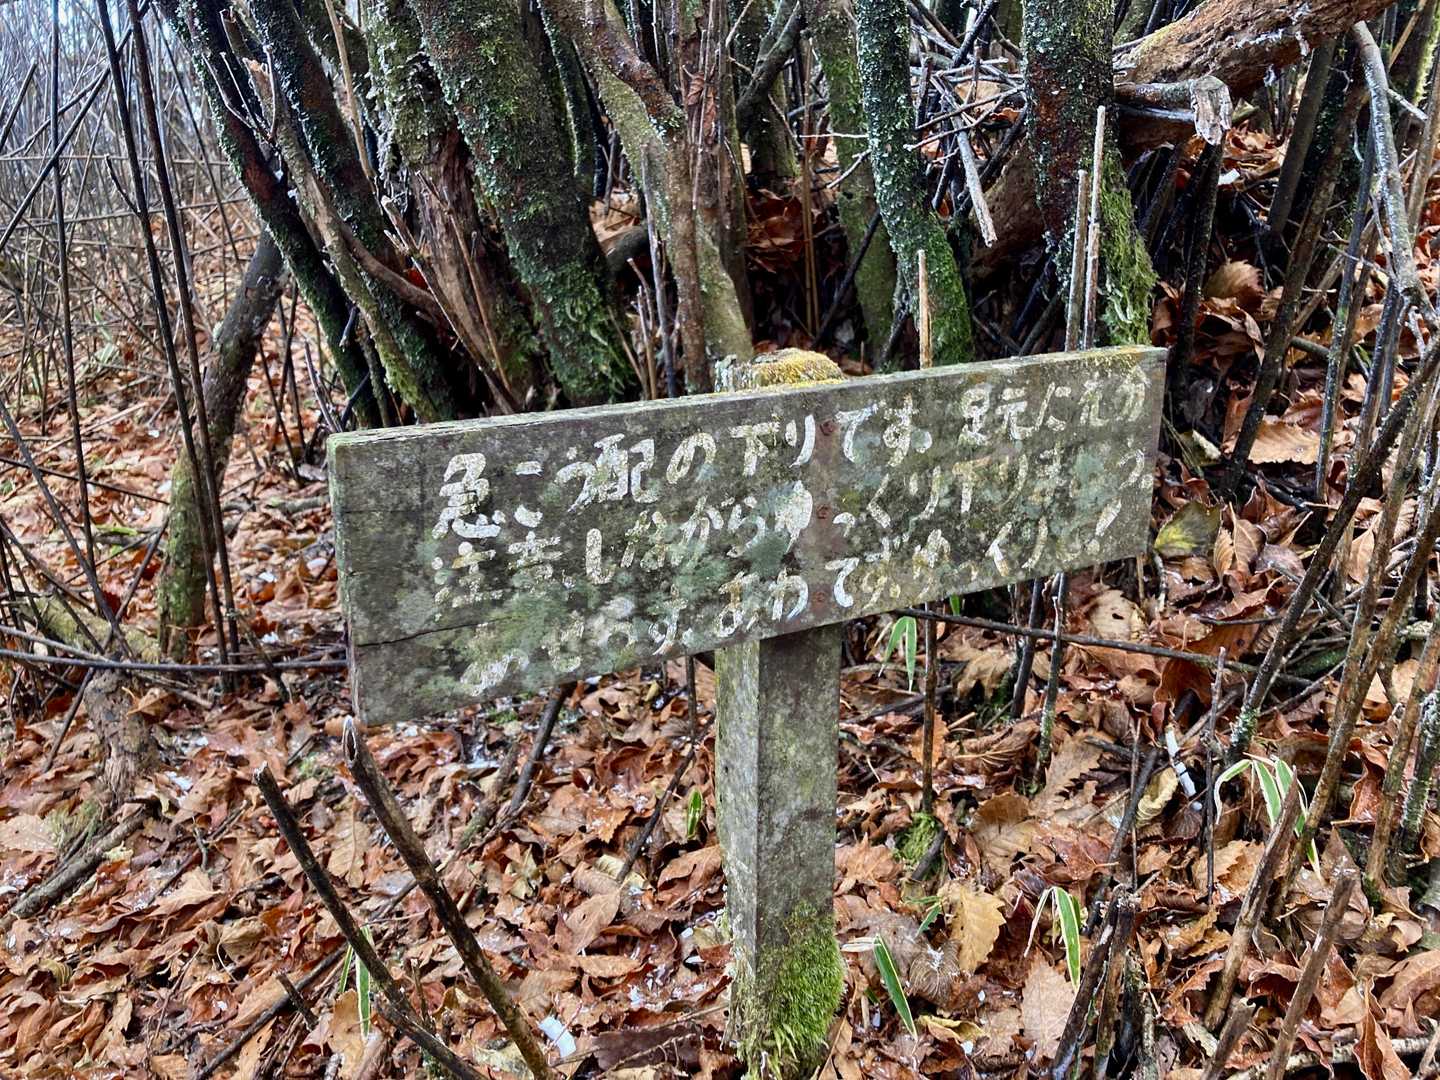 急こう配の下りです。足元に充分
注意しながらゆっくり下りましょう。
あせらず、あわてず、ゆっくりと!